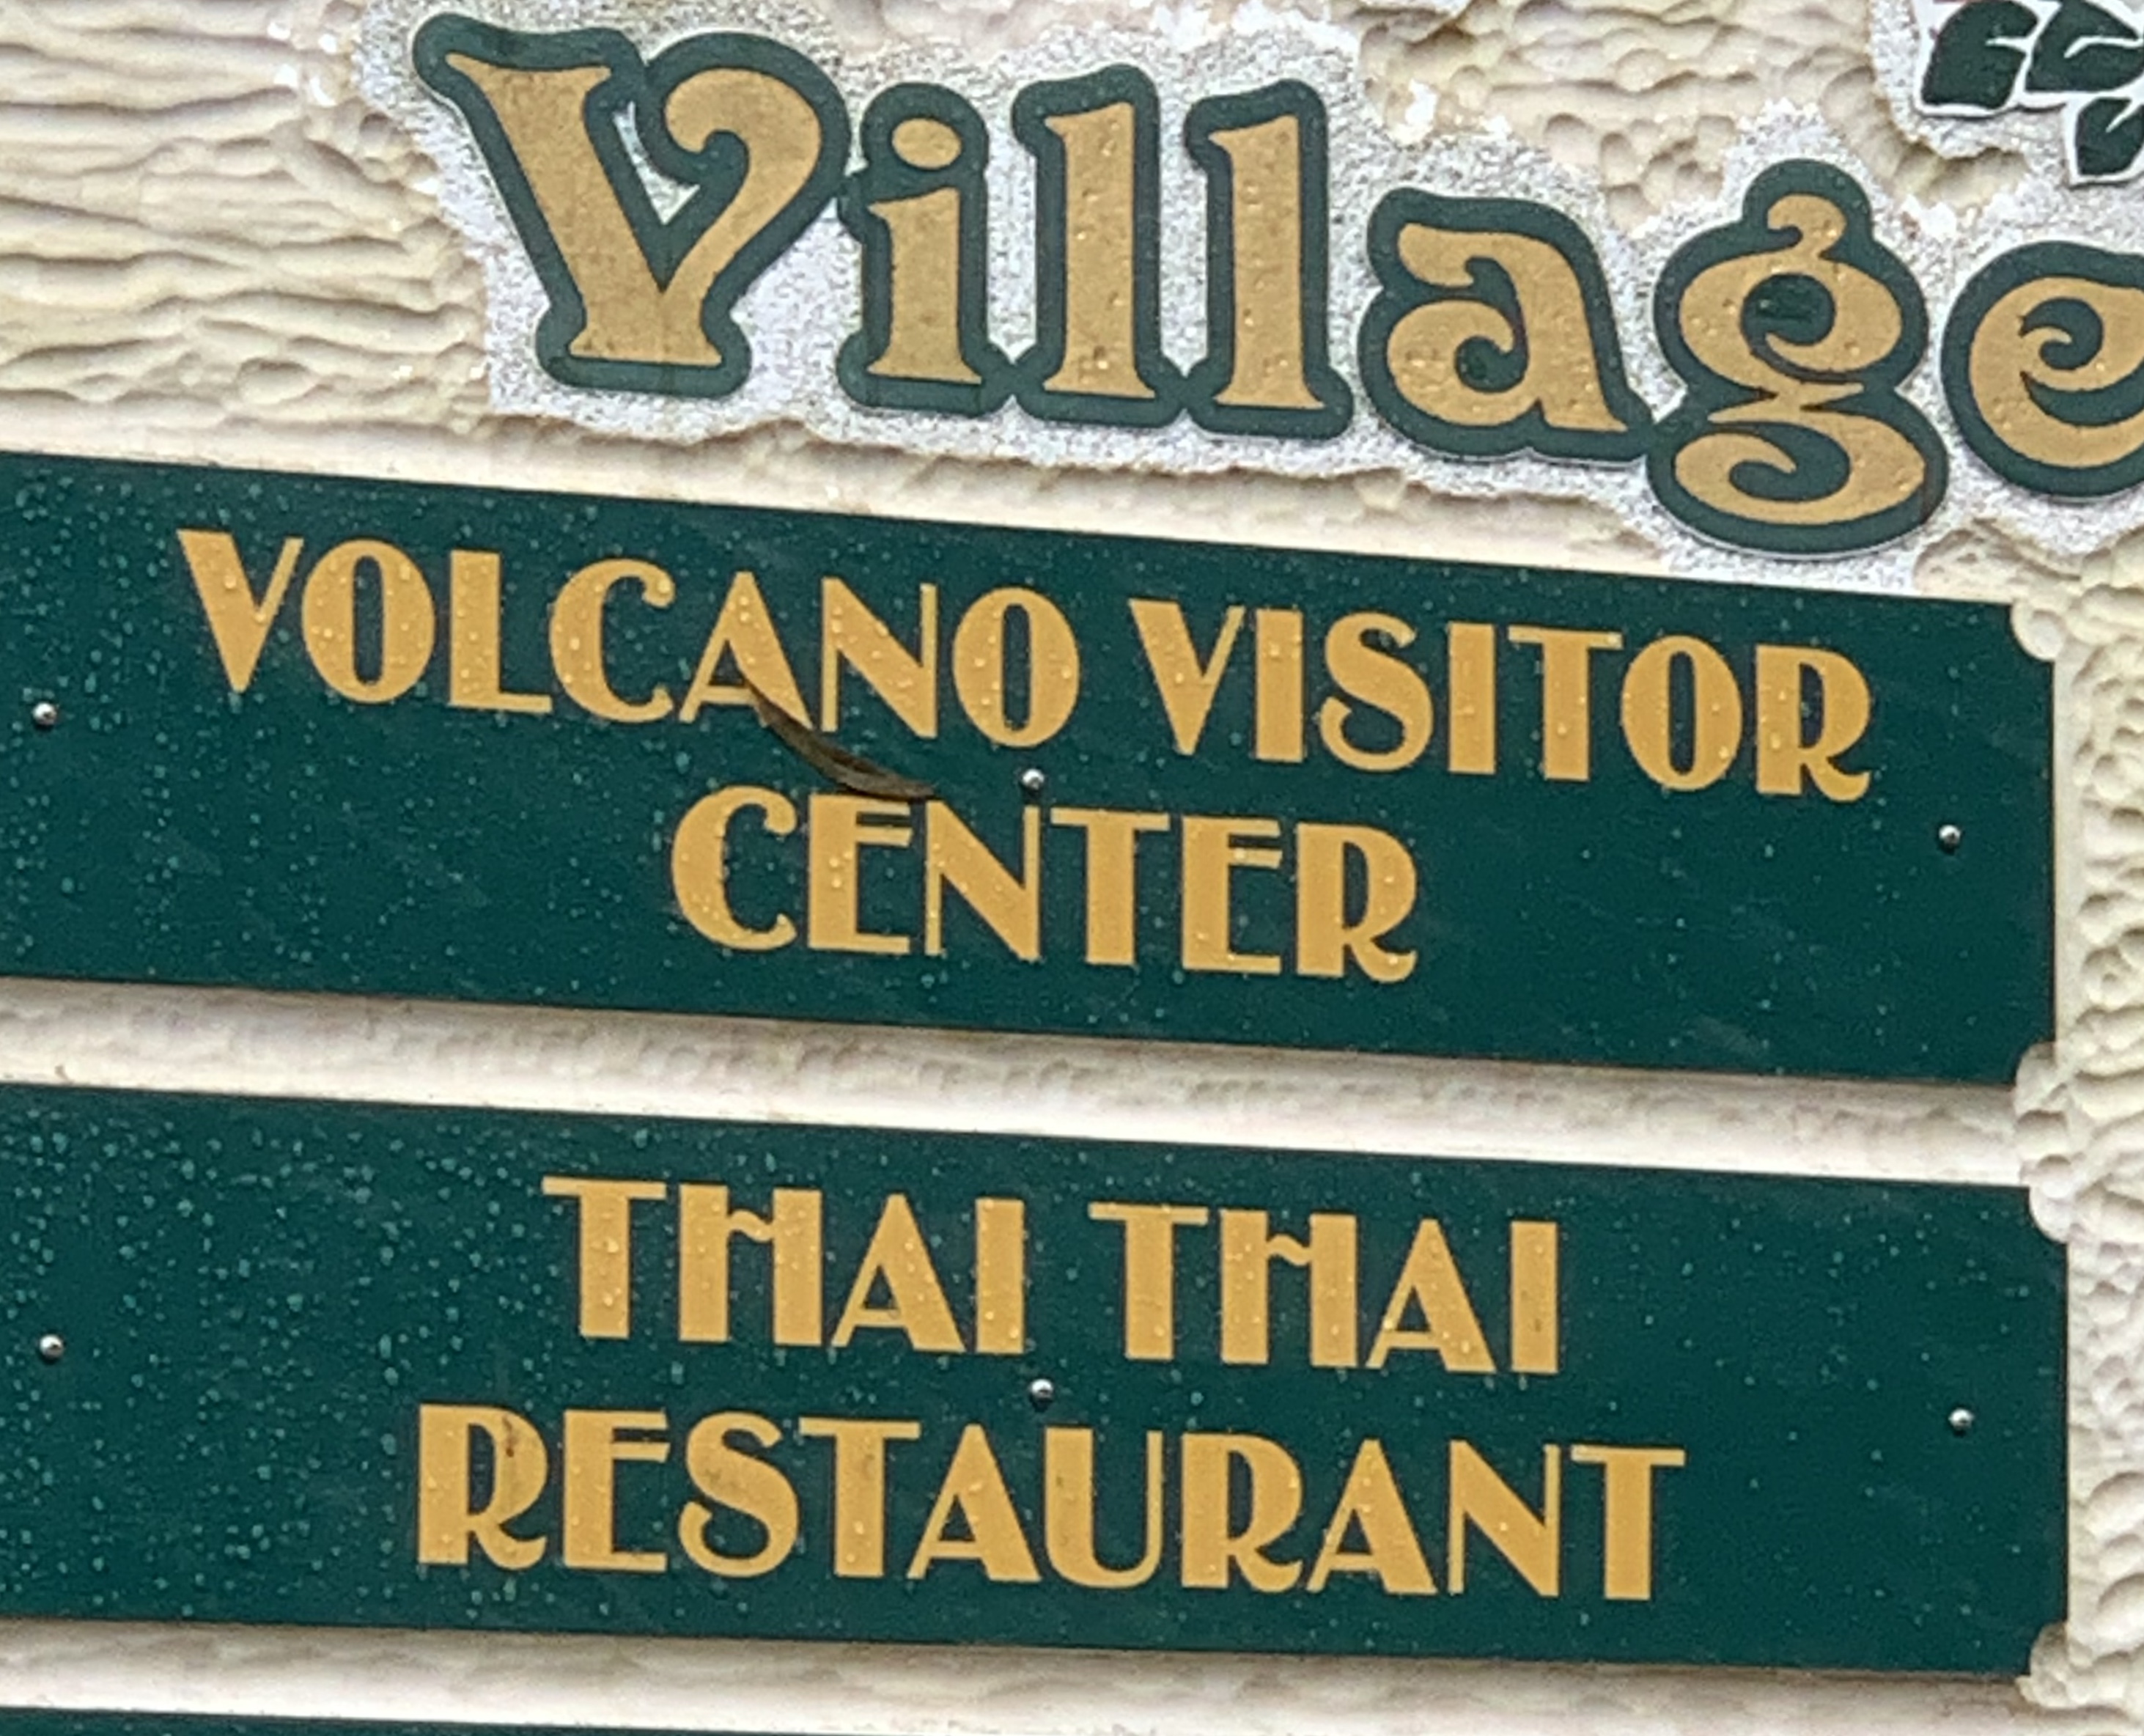 Village
VOLCANO VISITOR
CENTER
THAI THAI
RESTAURANT